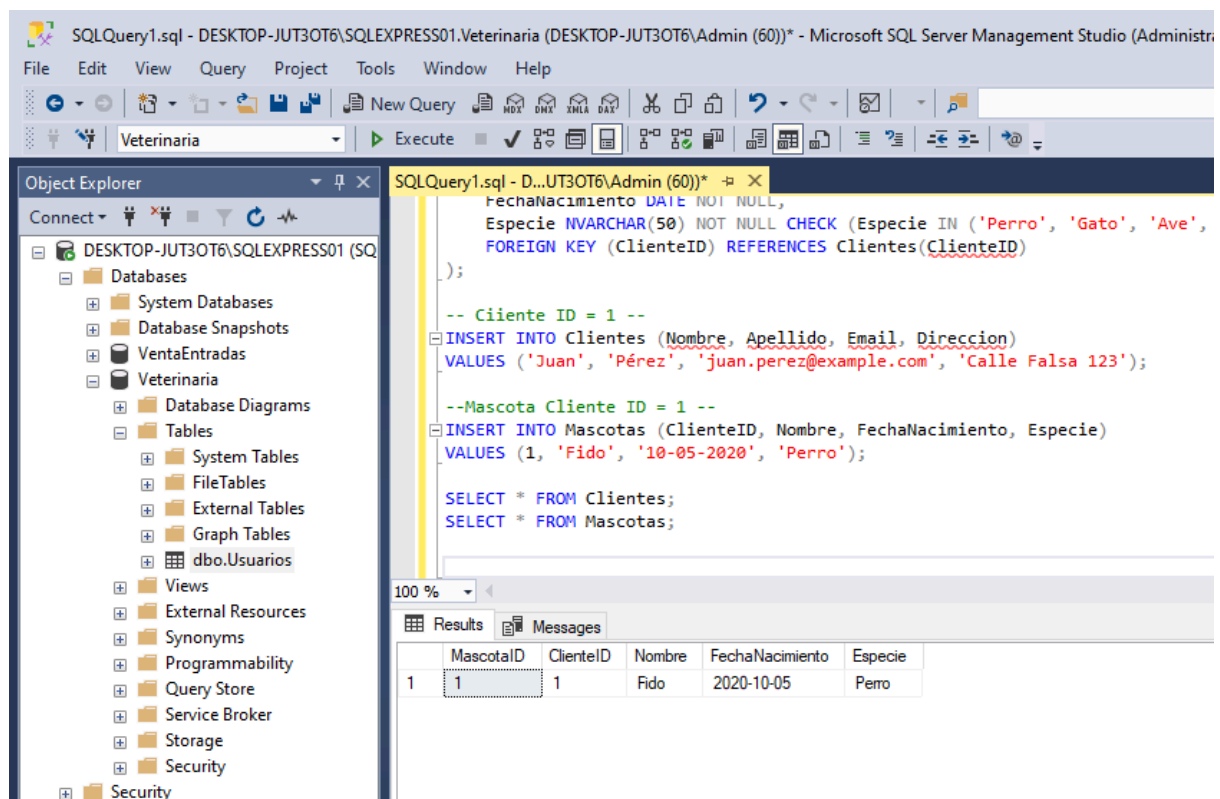 SQLQuery1.sql - DESKTOP-JUT3OT6\SQLEXPRESS01.Veterinaria (DESKTOP-JUT3OT6\Admin (60))* - Microsoft SQL Server Management Studio (Administra
File Edit View Query Project Tools Window Help
New Query MDX DMX XMLA DAX
Veterinaria Execute
Object Explorer
Connect
DESKTOP-JUT3OT6\SQLEXPRESS01 (SQ
Databases
System Databases
Database Snapshots
VentaEntradas
Veterinaria
Database Diagrams
Tables
System Tables
FileTables
External Tables
Graph Tables
dbo.Usuarios
Views
External Resources
Synonyms
Programmability
Query Store
Service Broker
Storage
Security
Security
SQLQuery1.sql - D...UT3OT6\Admin (60))*
FechaNacimiento DATE NOT NULL,
Especie NVARCHAR(50) NOT NULL CHECK (Especie IN ('Perro', 'Gato', 'Ave',
FOREIGN KEY (ClienteID) REFERENCES Clientes(ClienteID)
);
-- Ciiente ID = 1 --
INSERT INTO Clientes (Nombre, Apellido, Email, Direccion)
VALUES ('Juan', 'Pérez', 'juan.perez@example.com', 'Calle Falsa 123');
--Mascota Cliente ID = 1 --
INSERT INTO Mascotas (ClienteID, Nombre, FechaNacimiento, Especie)
VALUES (1, 'Fido', '10-05-2020', 'Perro');
SELECT * FROM Clientes;
SELECT * FROM Mascotas;
100 %
Results Messages
MascotaID ClienteID Nombre FechaNacimiento Especie
1 1 1 Fido 2020-10-05 Perro